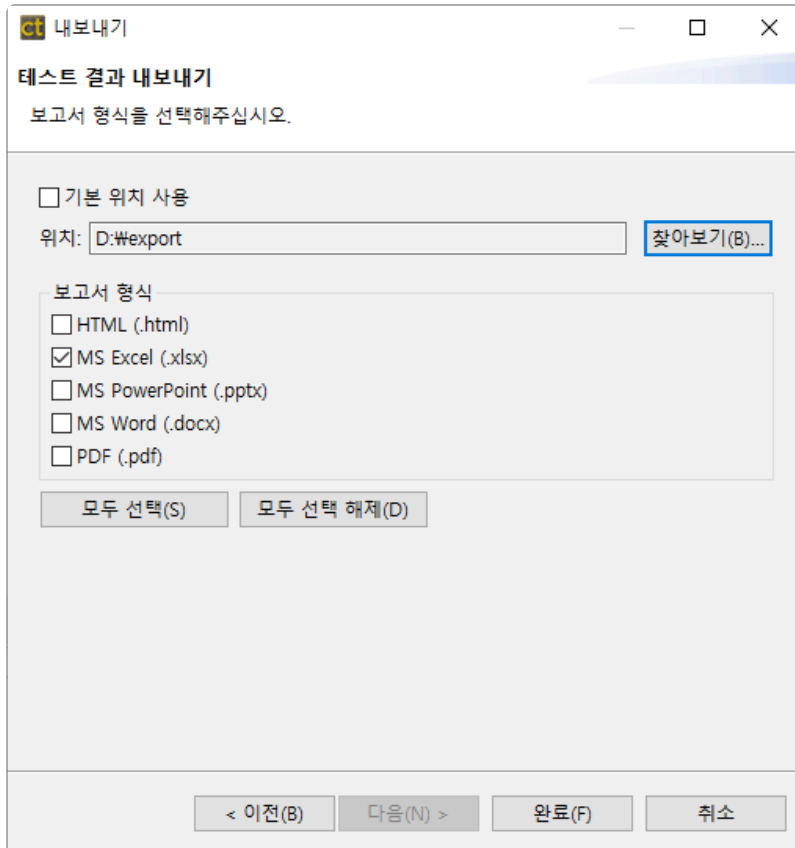 ct 내보내기
테스트 결과 내보내기
보고서 형식을 선택해주십시오.
기본 위치 사용
위치: D:₩export 찾아보기(B)...
보고서 형식
HTML (.html)
MS Excel (.xlsx)
MS PowerPoint (.pptx)
MS Word (.docx)
PDF (.pdf)
모두 선택(S) 모두 선택 해제(D)
< 이전(B) 다음(N) > 완료(F) 취소